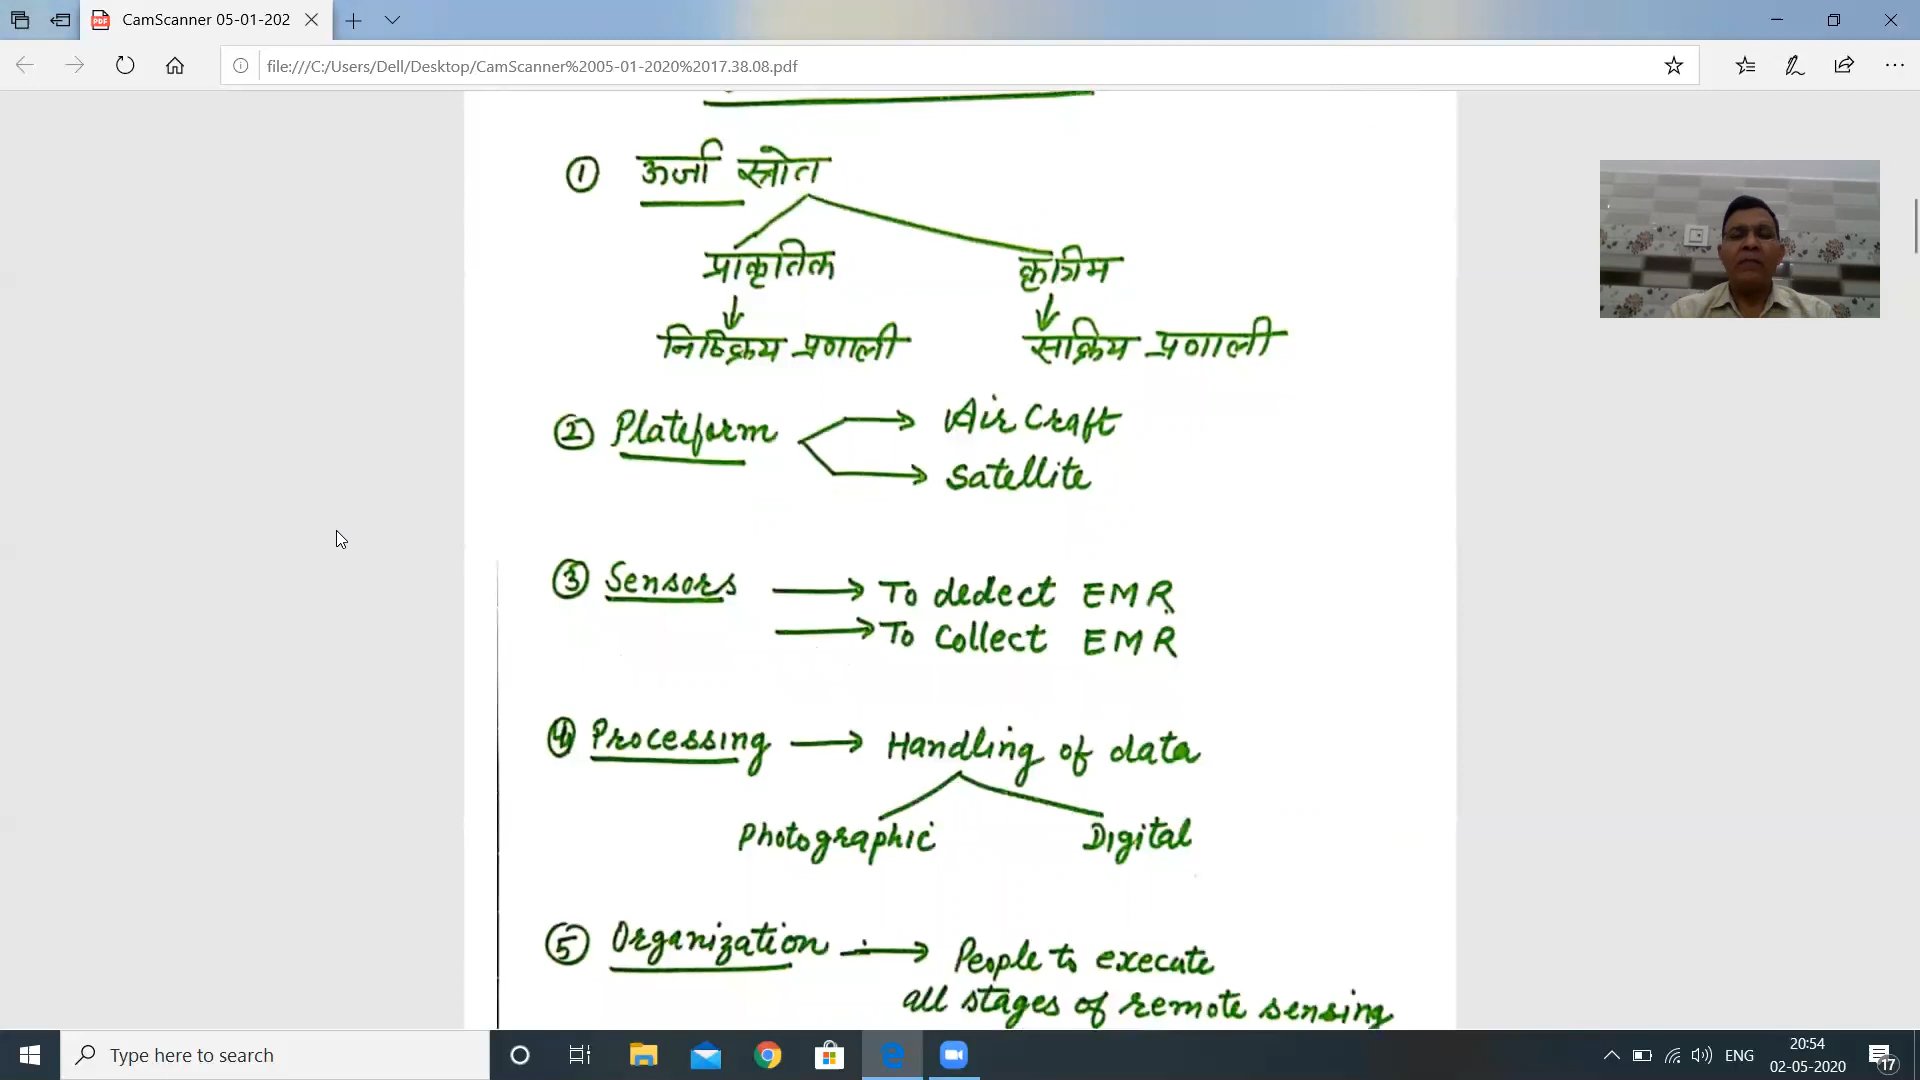 CamScanner 05-01-202
file:///C:/Users/Dell/Desktop/CamScanner%2005-01-2020%2017.38.08.pdf
① ऊर्जा स्त्रोत
प्राकृतिक कृत्रिम
निष्क्रिय प्रणाली सक्रिय प्रणाली
② Plateform Air Craft
Satellite
③ Sensors To dedect EMR
To Collect EMR
④ Processing Handling of data
Photographic Digital
⑤ Organization People to execute
all stages of remote sensing
Type here to search
ENG
20:54
02-05-2020
17